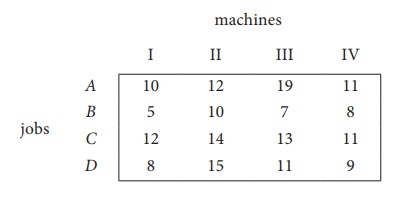 machines
I II III IV
A 10 12 19 11
B 5 10 7 8
jobs
C 12 14 13 11
D 8 15 11 9